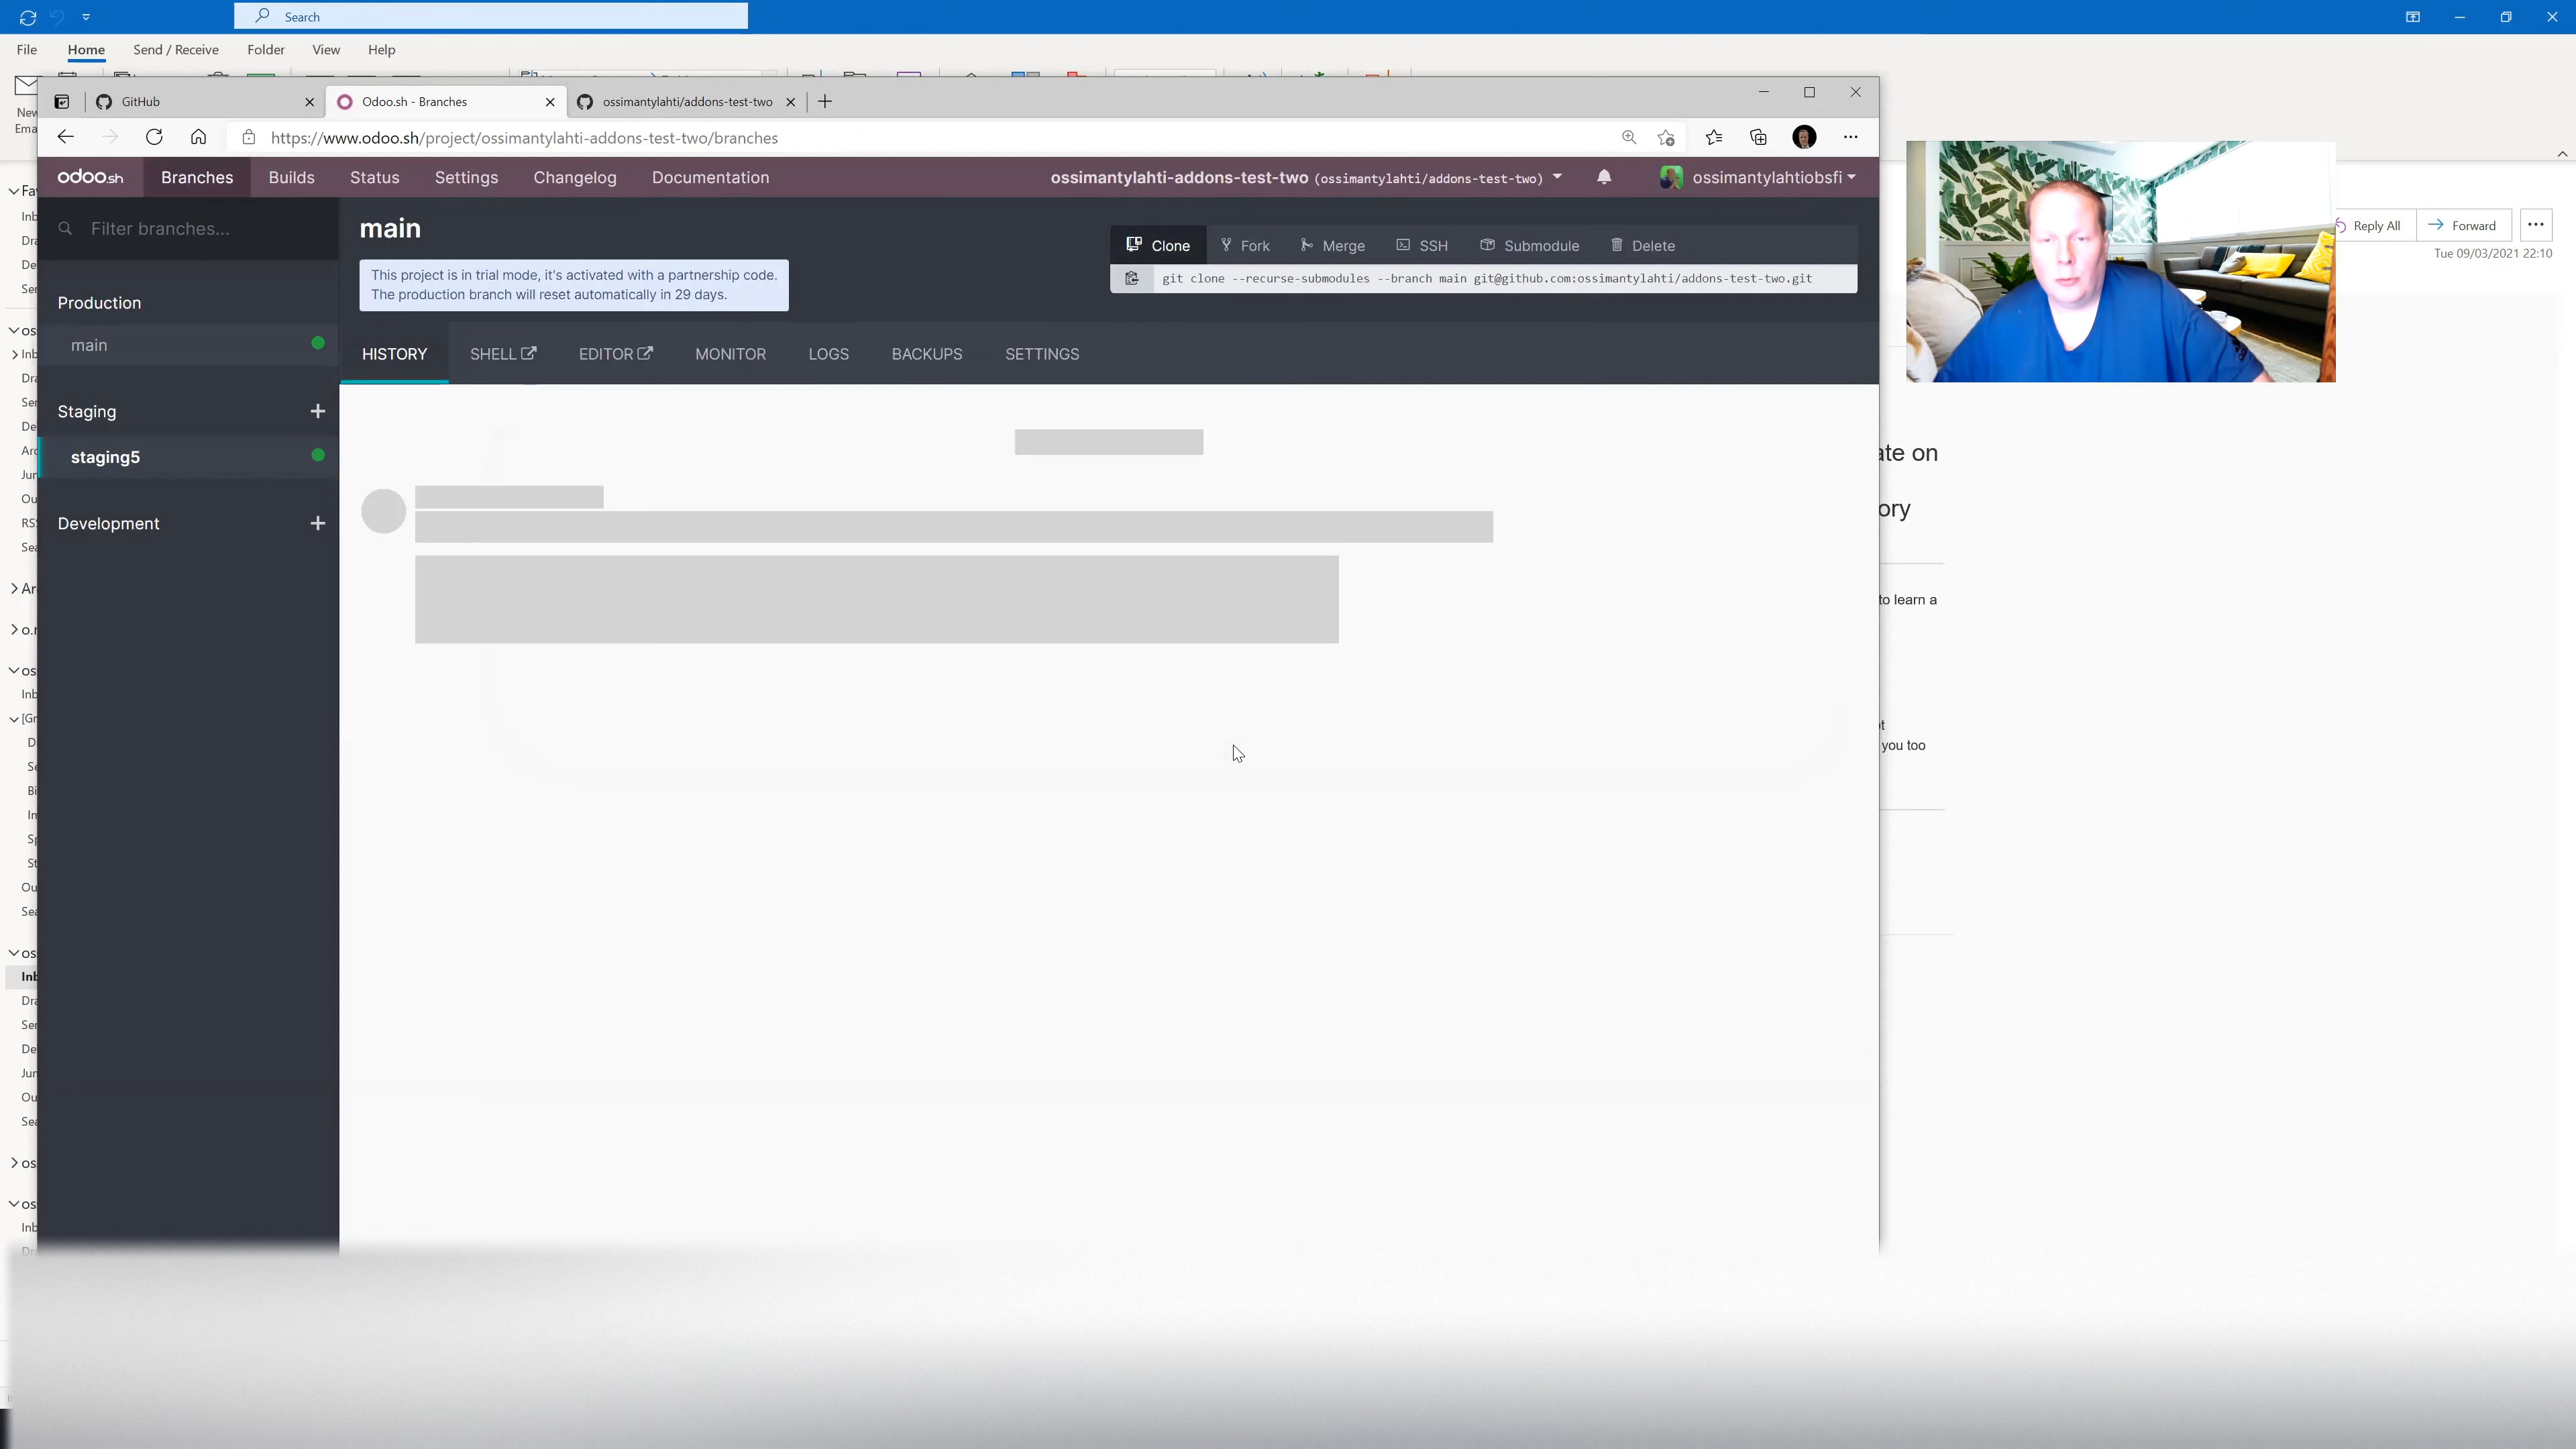 Search
File Home Send / Receive Folder View Help
New
GitHub
Odoo.sh - Branches
ossimantylahti/addons-test-two
https://www.odoo.sh/project/ossimantylahti-addons-test-two/branches
odoo.sh Branches Builds Status Settings Changelog Documentation
ossimantylahti-addons-test-two (ossimantylahti/addons-test-two)
ossimantylahtiobsfi
Filter branches...
Production
main
Staging
staging5
Development
main
This project is in trial mode, it's activated with a partnership code.
The production branch will reset automatically in 29 days.
Clone Fork Merge SSH Submodule Delete
git clone --recurse-submodules --branch main git@github.com:ossimantylahti/addons-test-two.git
HISTORY SHELL EDITOR MONITOR LOGS BACKUPS SETTINGS
Reply All Forward
Tue 09/03/2021 22:10
on
to learn a
you too